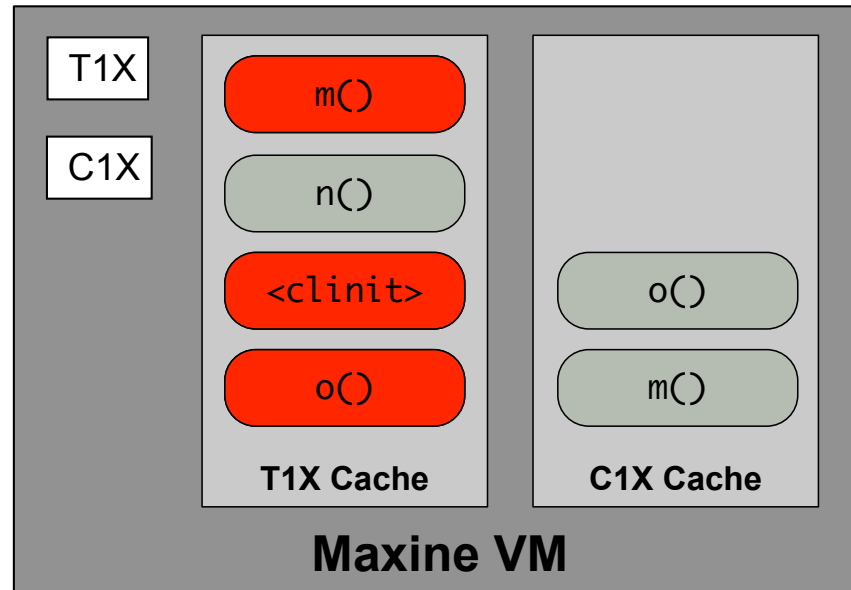 T1X
C1X
m()
n()
<clinit>
o()
T1X Cache
o()
m()
C1X Cache
Maxine VM